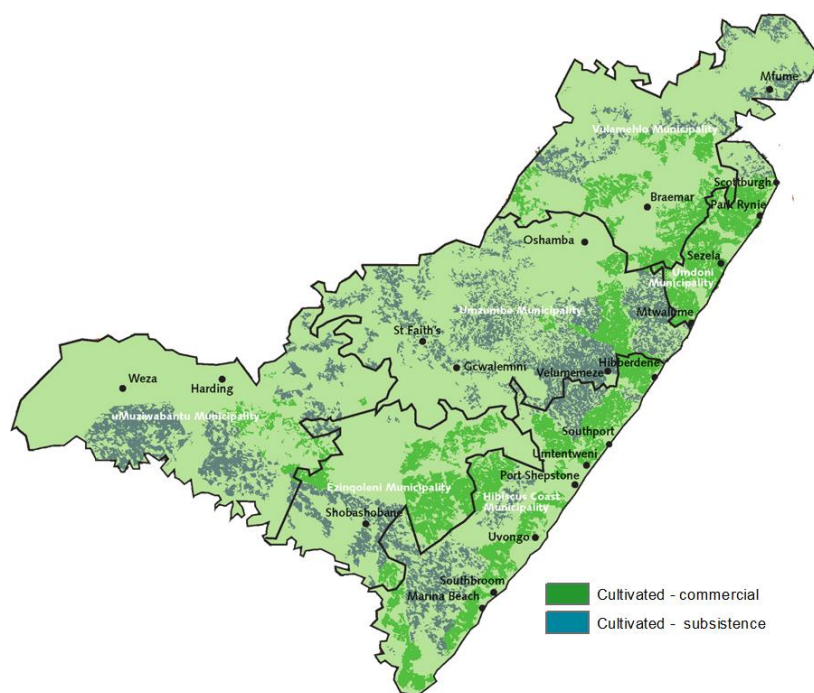 Mfume
Vulamehlo Municipality
Scottburgh
Braemar
Park Rynie
Oshamba
Sezela
Umdoni
Municipality
Umzumbe Municipality
Mtwalume
St Faith's
Gcwalemni
Velumemeze
Hibberdene
Weza
Harding
uMuziwabantu Municipality
Southport
Umtentweni
Port Shepstone
Ezinqoleni Municipality
Hibiscus Coast
Municipality
Shobashobane
Uvongo
Southbroom
Marina Beach
Cultivated - commercial
Cultivated - subsistence